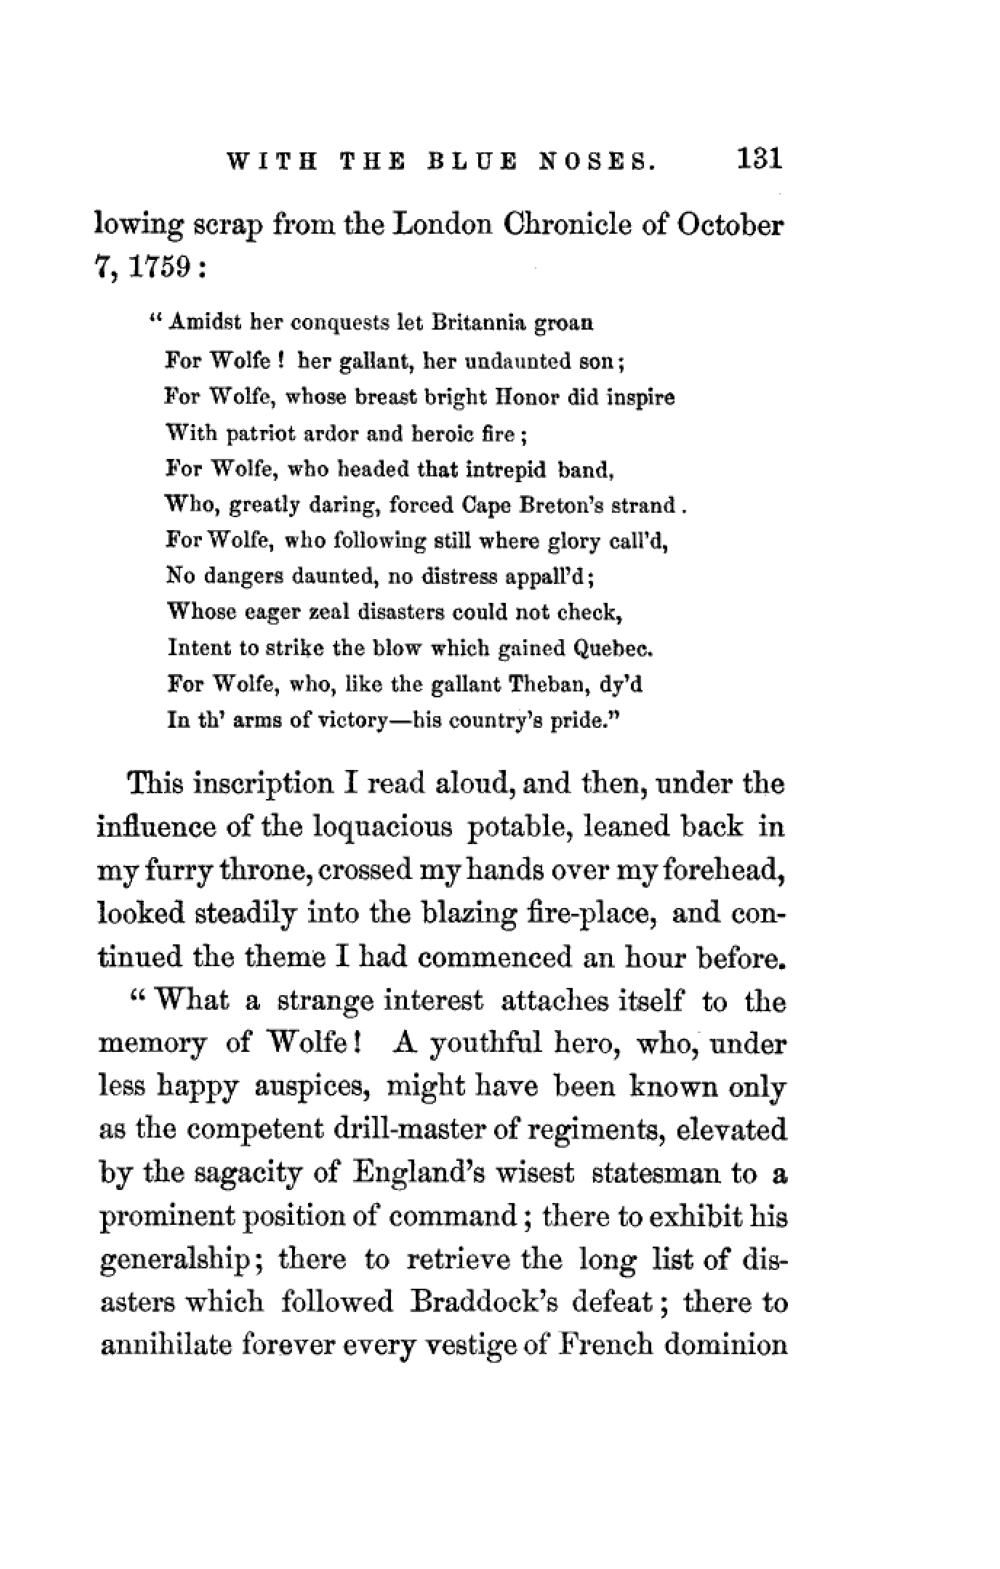 WITH THE BLUE NOSES. 131
lowing scrap from the London Chronicle of October
7, 1759 :
“ Amidst her conquests let Britannia groan
For Wolfe ! her gallant, her undaunted son ;
For Wolfe, whose breast bright Honor did inspire
With patriot ardor and heroic fire ;
For Wolfe, who headed that intrepid band,
Who, greatly daring, forced Cape Breton’s strand .
For Wolfe, who following still where glory call’d,
No dangers daunted, no distress appall’d ;
Whose eager zeal disasters could not check,
Intent to strike the blow which gained Quebec.
For Wolfe, who, like the gallant Theban, dy’d
In th’ arms of victory—his country’s pride.”
This inscription I read aloud, and then, under the
influence of the loquacious potable, leaned back in
my furry throne, crossed my hands over my forehead,
looked steadily into the blazing fire-place, and con-
tinued the theme I had commenced an hour before.
“ What a strange interest attaches itself to the
memory of Wolfe ! A youthful hero, who, under
less happy auspices, might have been known only
as the competent drill-master of regiments, elevated
by the sagacity of England’s wisest statesman to a
prominent position of command ; there to exhibit his
generalship ; there to retrieve the long list of dis-
asters which followed Braddock’s defeat ; there to
annihilate forever every vestige of French dominion